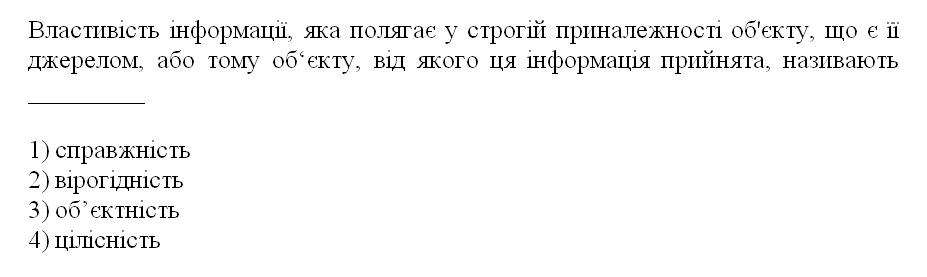 Властивість інформації, яка полягає у строгій приналежності об'єкту, що є її
джерелом, або тому об‘єкту, від якого ця інформація прийнята, називають
_________
1) справжність
2) вірогідність
3) об’єктність
4) цілісність